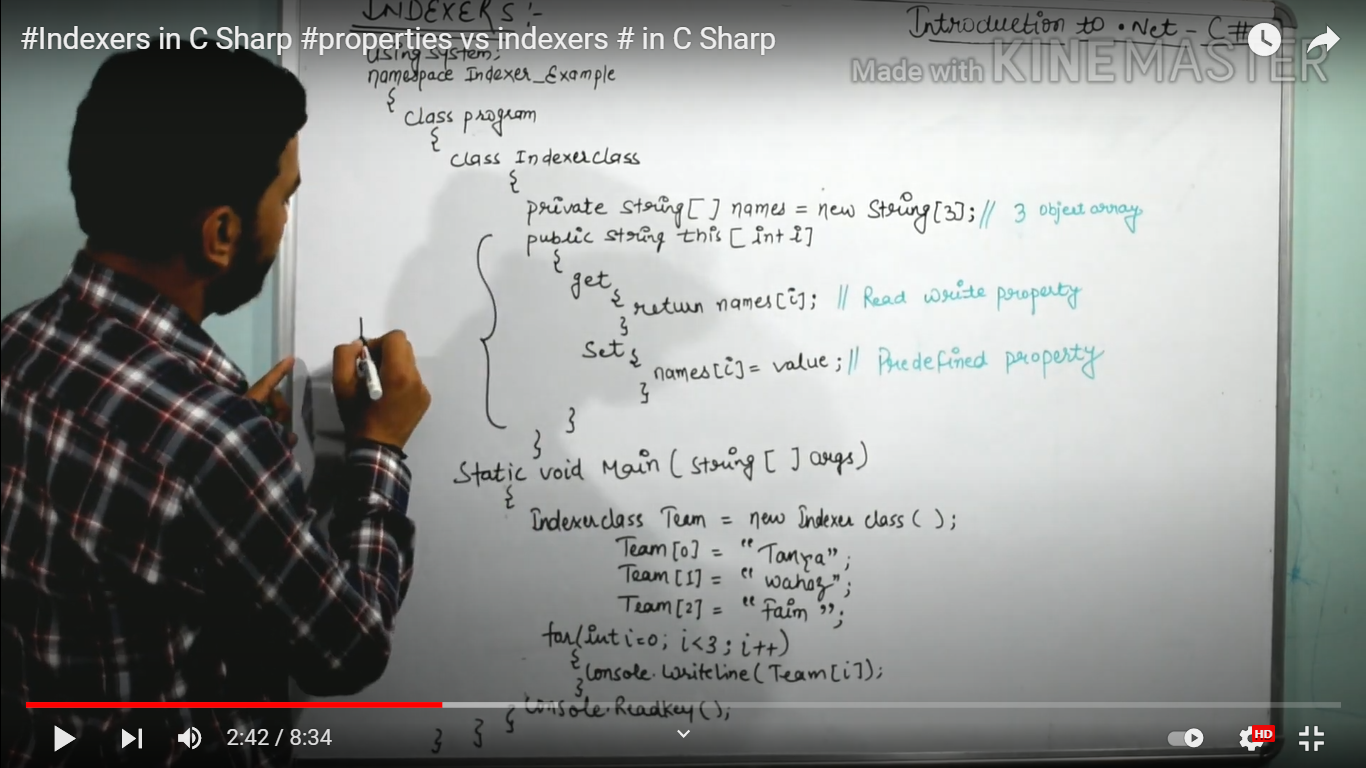 INDEXERS :-
Introduction to .Net - C#
#Indexers in C Sharp #properties vs indexers # in C Sharp
Made with KINEMASTER
Using System;
namespace Indexer_Example
{
class program
{
class Indexerclass
{
private string[ ] names = new String[3]; // 3 object array
public string this [int i]
{
get
{
return names[i]; // Read write property
}
Set {
names[i] = value; // Predefined property
}
}
}
Static void Main ( string [ ] args)
{
Indexerclass Team = new Indexer class ( );
Team [0] = "Tanya";
Team [1] = "wahaz";
Team [2] = "Faim";
for(int i=0; i<3; i++)
{
Console.WriteLine(Team[i]);
}
Console.Readkey();
} } }
2:42 / 8:34
HD